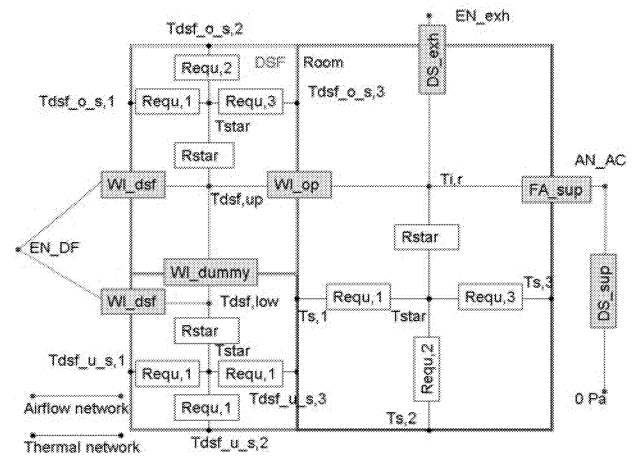 EN_exh
Tdsf_o_s,2
DSF
Room
DS_exh
Requ,2
Tdsf_o_s,1
Requ,1
Requ,3
Tdsf_o_s,3
Tstar
Rstar
AN_AC
WI_dsf
WI_op
Ti,r
FA_sup
Tdsf,up
EN_DF
Rstar
WI_dummy
WI_dsf
Tdsf,low
Requ,1
Requ,3
Ts,3
DS_sup
Ts,1
Tstar
Rstar
Tstar
Requ,2
Tdsf_u_s,1
Requ,1
Requ,1
Tdsf_u_s,3
Requ,1
0 Pa
Airflow network
Ts,2
Tdsf_u_s,2
Thermal network